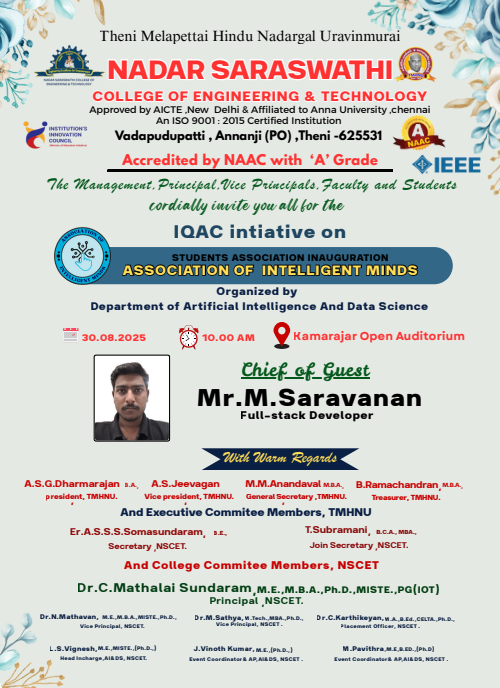 Theni Melapettai Hindu Nadargal Uravinmurai
NADAR SARASWATHI
COLLEGE OF ENGINEERING & TECHNOLOGY
Approved by AICTE ,New Delhi & Affiliated to Anna University ,chennai
An ISO 9001 : 2015 Certified Institution
Vadapudupatti , Annanji (PO) ,Theni -625531
INSTITUTION'S
INNOVATION
COUNCIL
NAAC
IEEE
Accredited by NAAC with ‘A’ Grade
The Management,Principal,Vice Principals,Faculty and Students
cordially invite you all for the
IQAC intiative on
ASSOCIATION OF
INTELLIGENT MINDS
STUDENTS ASSOCIATION INAUGURATION
ASSOCIATION OF INTELLIGENT MINDS
Organized by
Department of Artificial Intelligence And Data Science
30.08.2025 10.00 AM Kamarajar Open Auditorium
Chief of Guest
Mr.M.Saravanan
Full-stack Developer
With Warm Regards
A.S.G.Dharmarajan B.A., A.S.Jeevagan M.M.Anandaval M.B.A., B.Ramachandran,M.B.A.,
president, TMHNU. Vice president, TMHNU. General Secretary ,TMHNU. Treasurer, TMHNU.
And Executive Commitee Members, TMHNU
Er.A.S.S.S.Somasundaram, B.E., T.Subramani, B.C.A., MBA.,
Secretary ,NSCET. Join Secretary ,NSCET.
And College Commitee Members, NSCET
Dr.C.Mathalai Sundaram,M.E.,M.B.A.,Ph.D.,MISTE.,PG(IOT)
Principal ,NSCET.
Dr.N.Mathavan, M.E.,M.B.A.,MISTE.,Ph.D., Dr.M.Sathya, M.Tech.,MBA.,Ph.D., Dr.C.Karthikeyan,M.A.,B.Ed.,CELTA.,Ph.D.
Vice Principal, NSCET. Vice Principal, NSCET . Placement Officer, NSCET .
L.S.Vignesh, M.E.,MISTE.,(Ph.D.,) J.Vinoth Kumar, M.E.,(Ph.D.,) M.Pavithra,M.E,B.ED.,(Ph.D)
Head Incharge,AI&DS, NSCET. Event Coordinator& AP,AI&DS, NSCET . Event Coordinator& AP,AI&DS, NSCET .